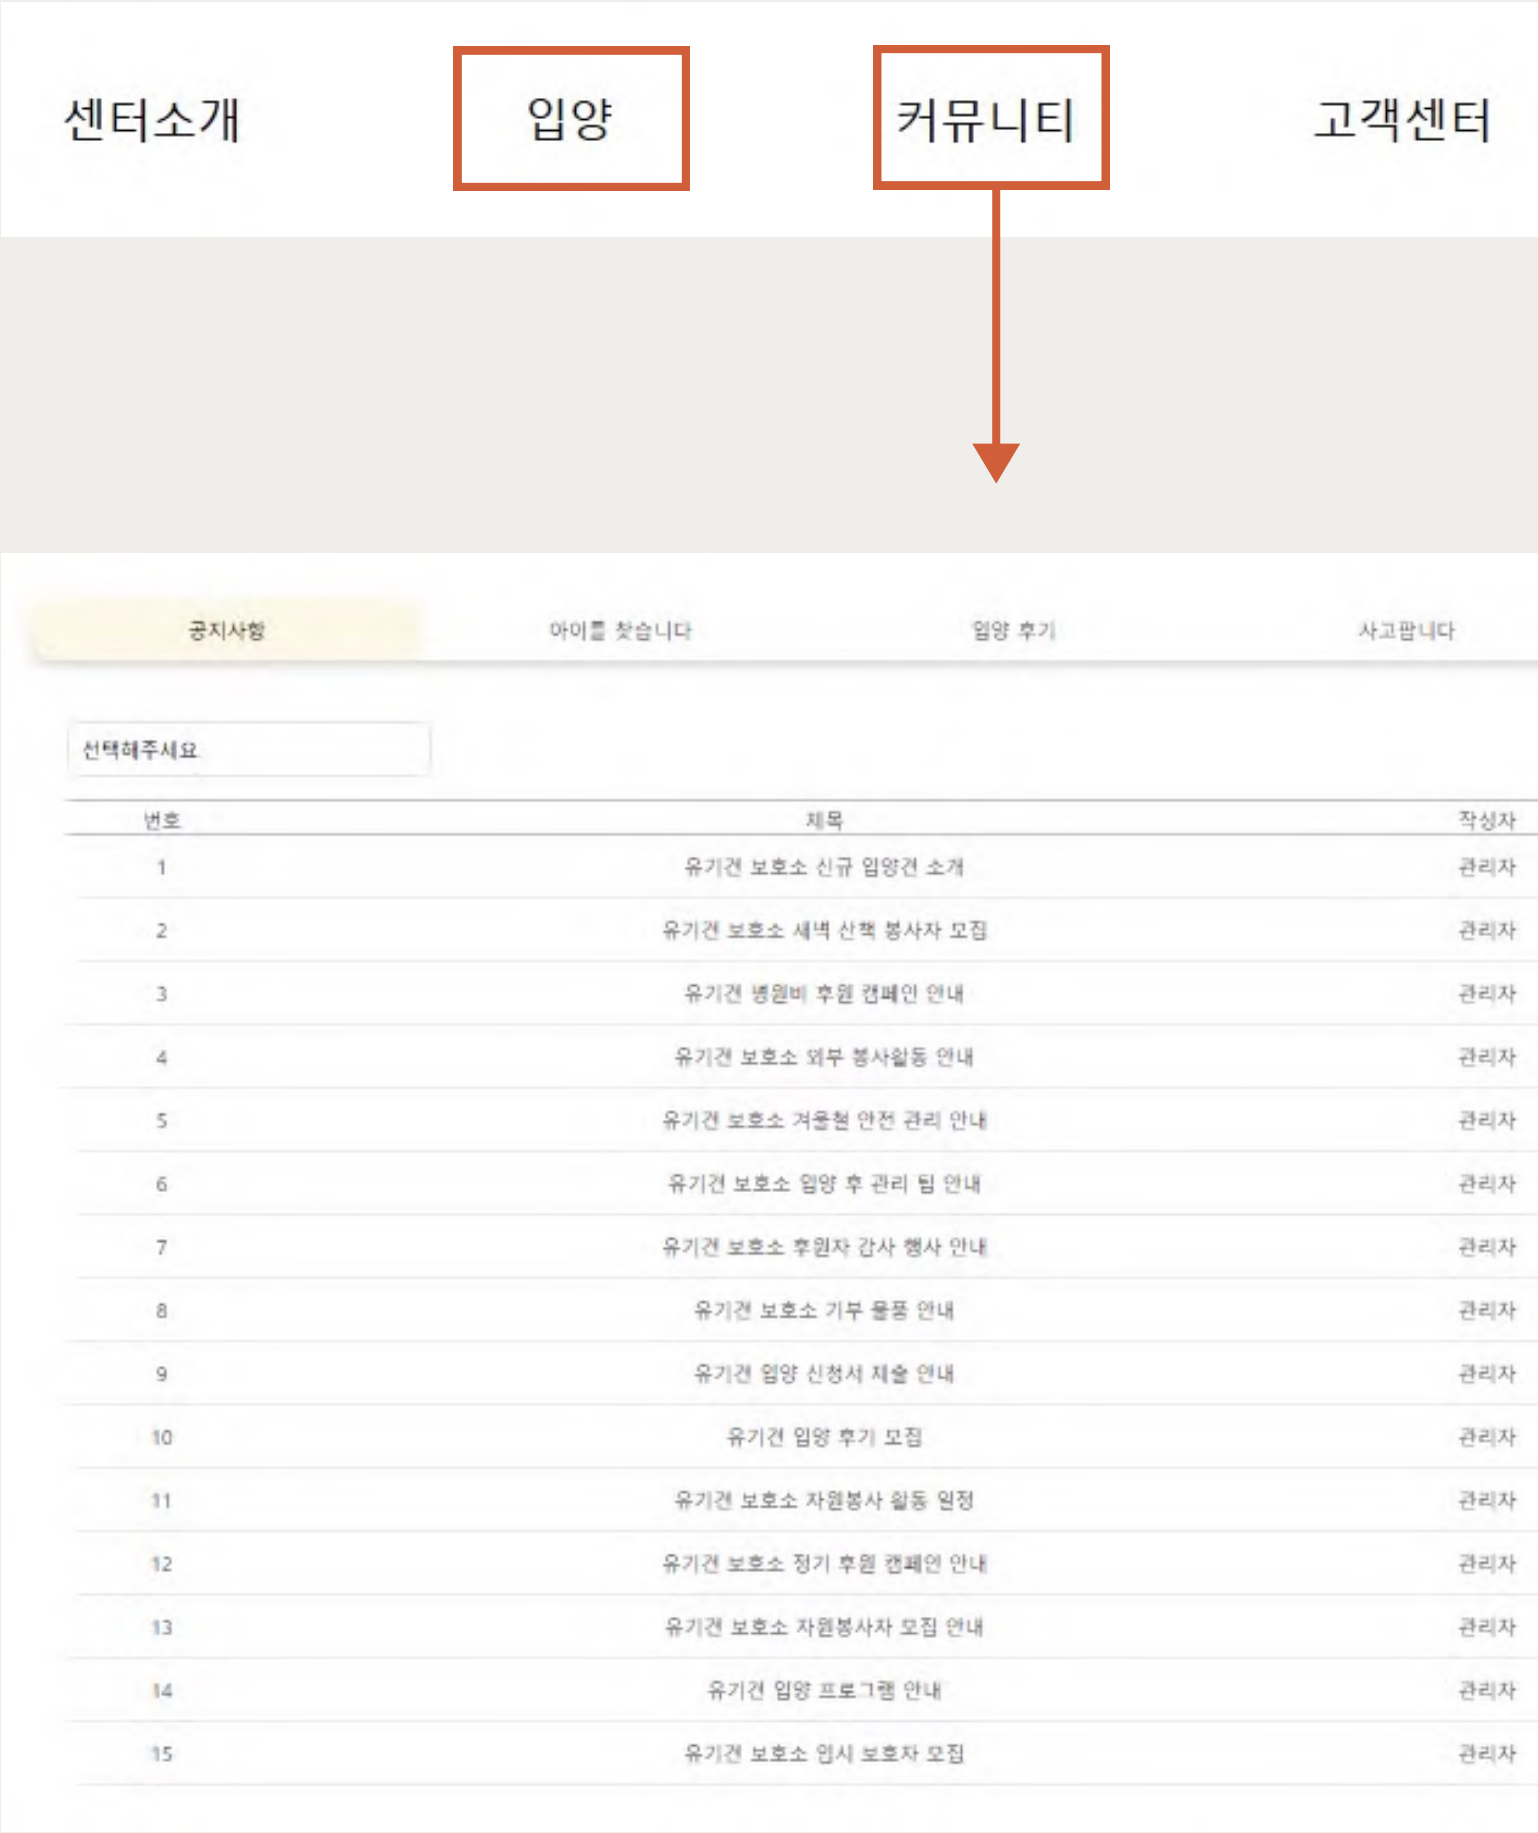 센터소개 입양 커뮤니티 고객센터
공지사항 아이를 찾습니다 입양 후기 사고팝니다
선택해주세요
번호 제목 작성자
1 유기견 보호소 신규 입양견 소개 관리자
2 유기견 보호소 새벽 산책 봉사자 모집 관리자
3 유기견 병원비 후원 캠페인 안내 관리자
4 유기견 보호소 외부 봉사활동 안내 관리자
5 유기견 보호소 겨울철 안전 관리 안내 관리자
6 유기견 보호소 입양 후 관리 팁 안내 관리자
7 유기견 보호소 후원자 감사 행사 안내 관리자
8 유기견 보호소 기부 물품 안내 관리자
9 유기견 입양 신청서 제출 안내 관리자
10 유기견 입양 후기 모집 관리자
11 유기견 보호소 자원봉사 활동 일정 관리자
12 유기견 보호소 정기 후원 캠페인 안내 관리자
13 유기견 보호소 자원봉사자 모집 안내 관리자
14 유기견 입양 프로그램 안내 관리자
15 유기견 보호소 임시 보호자 모집 관리자